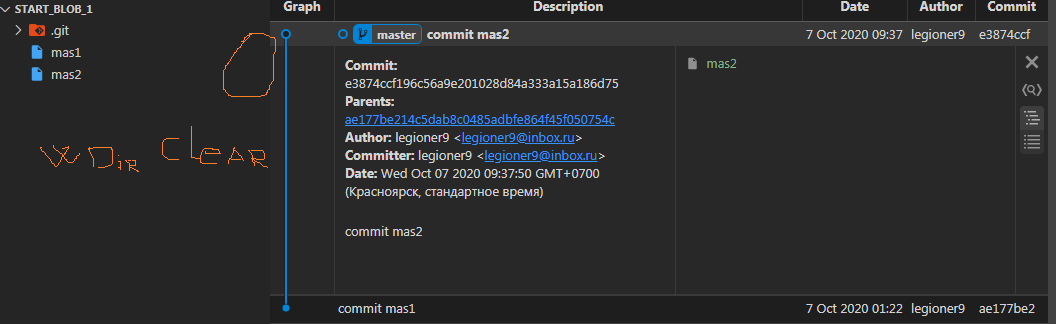 START_BLOB_1
.git
mas1
mas2
W DIR CLEAR
Graph Description Date Author Commit
master commit mas2 7 Oct 2020 09:37 legioner9 e3874ccf
Commit:
e3874ccf196c56a9e201028d84a333a15a186d75
Parents:
ae177be214c5dab8c0485adbfe864f45f050754c
Author: legioner9 <legioner9@inbox.ru>
Committer: legioner9 <legioner9@inbox.ru>
Date: Wed Oct 07 2020 09:37:50 GMT+0700
(Красноярск, стандартное время)
commit mas2
mas2
commit mas1 7 Oct 2020 01:22 legioner9 ae177be2